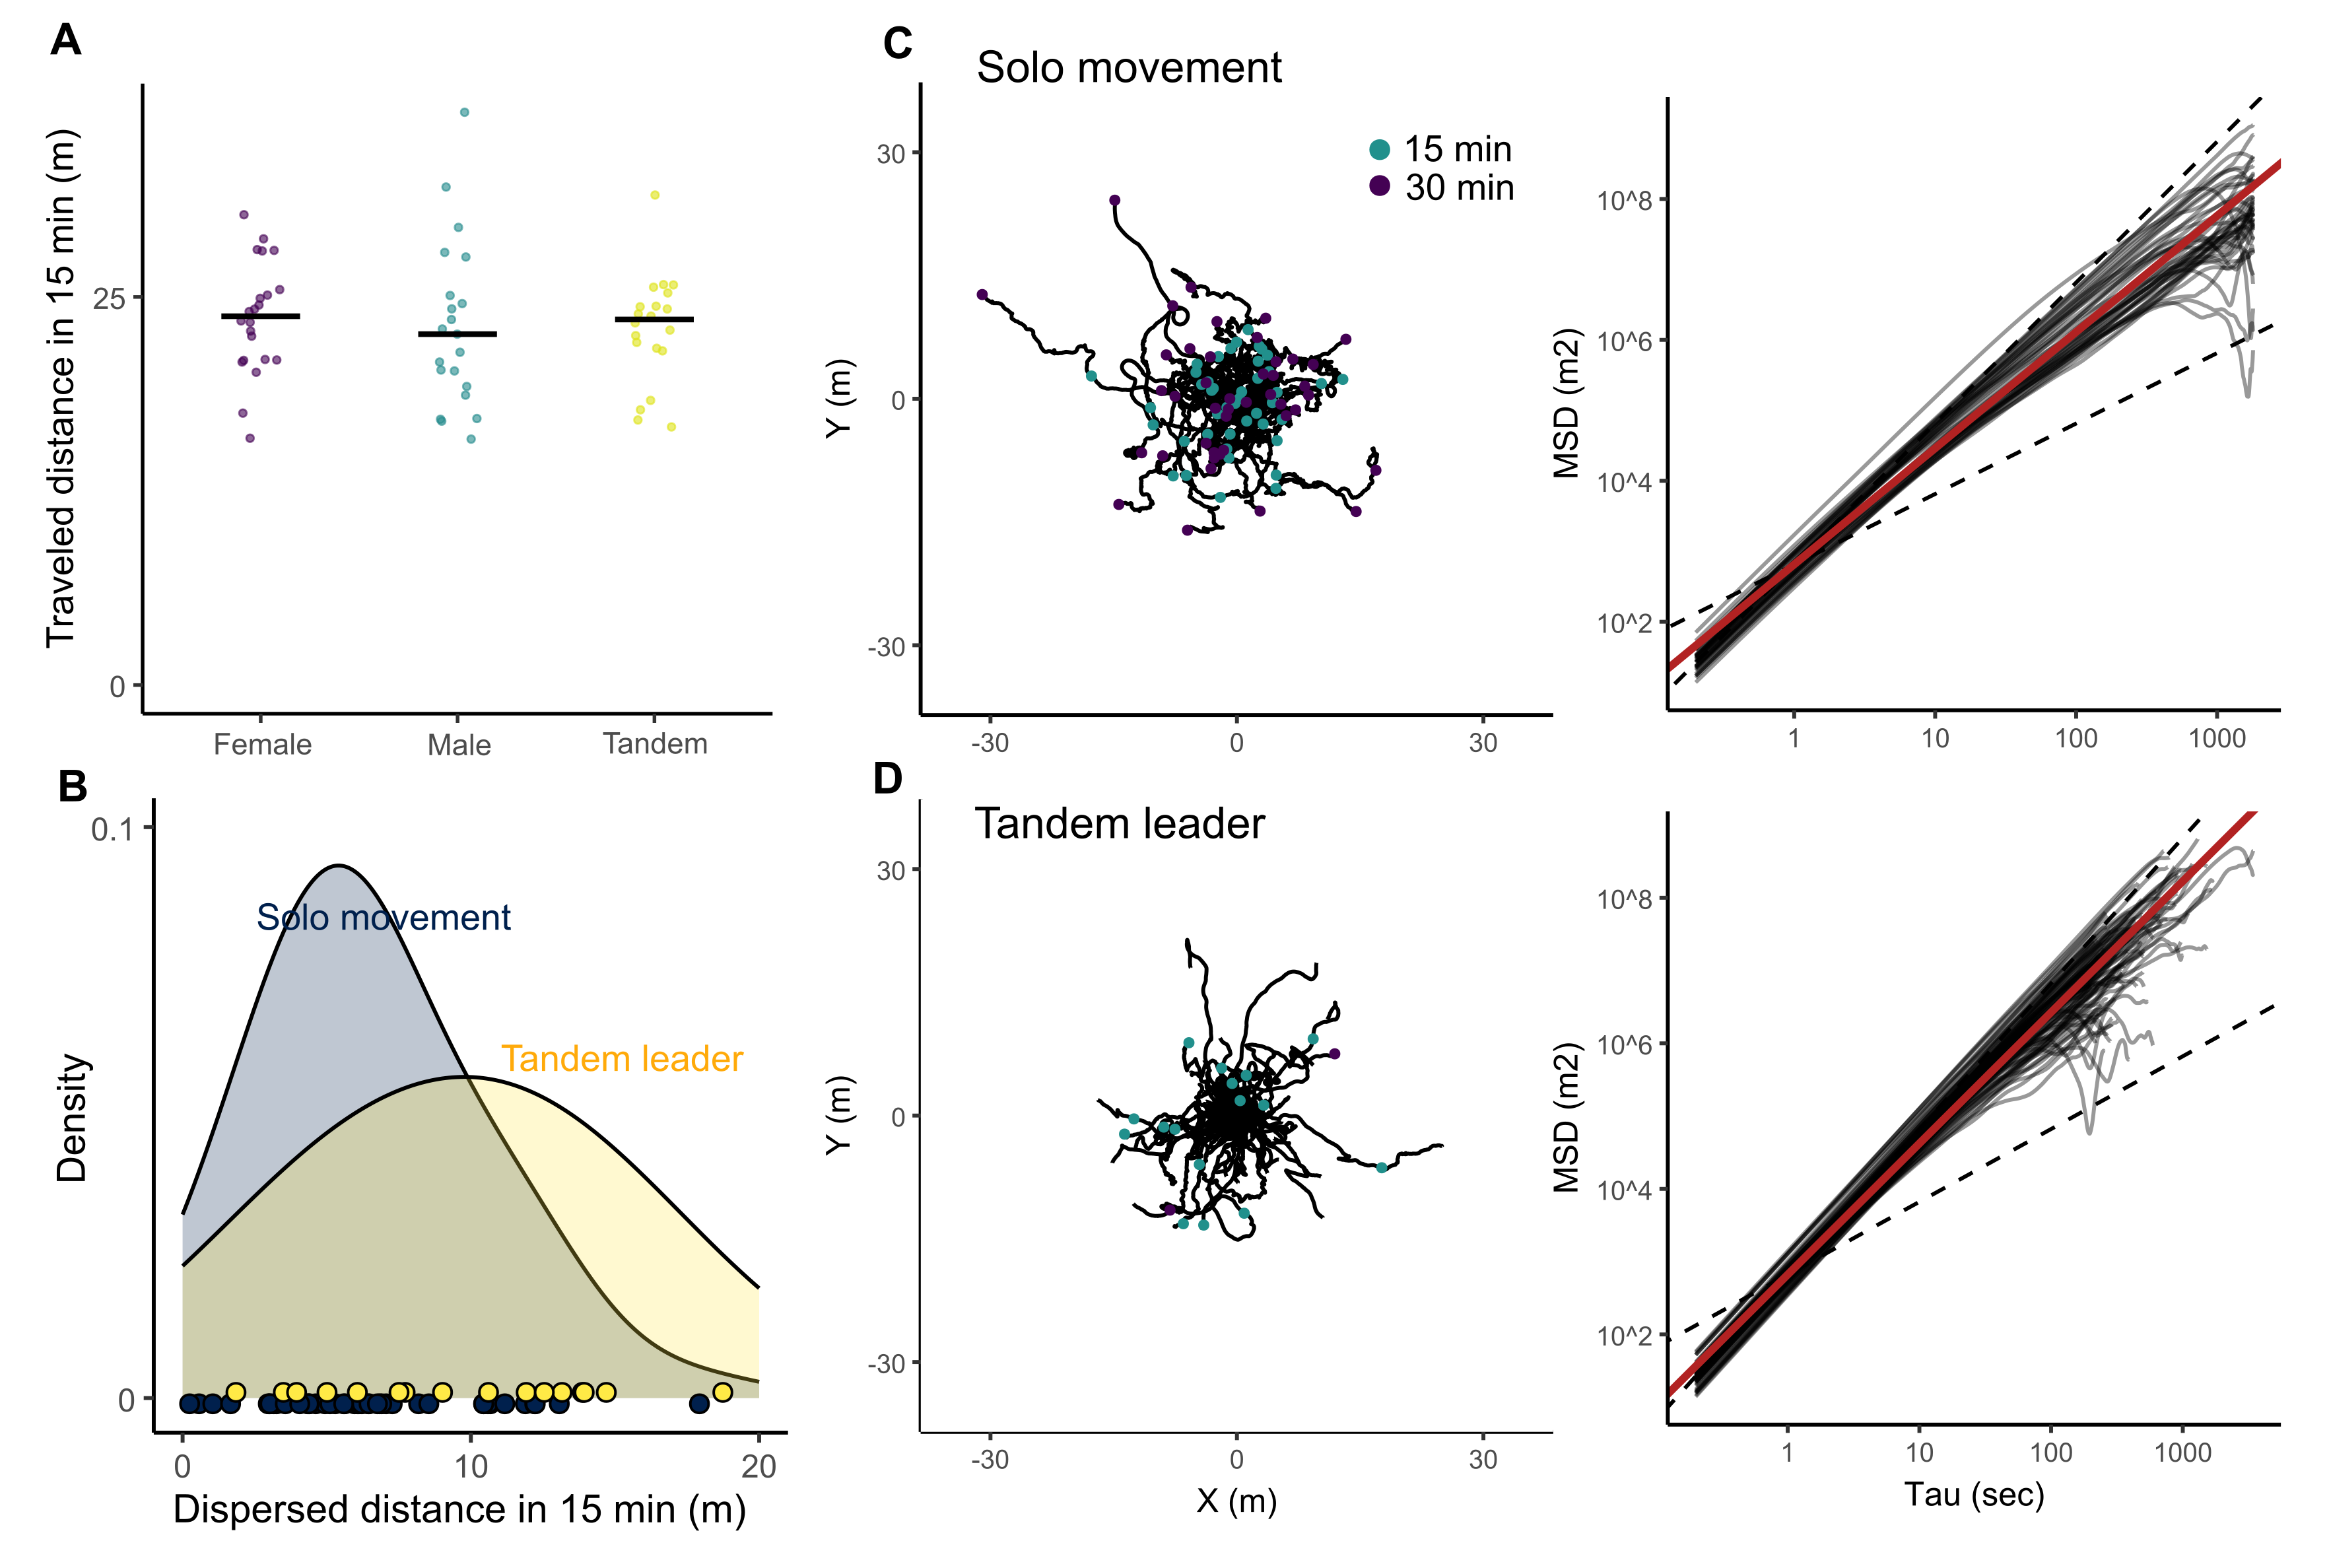 A
Traveled distance in 15 min (m)
25
0
Female
Male
Tandem
B
0.1
Solo movement
Tandem leader
Density
0
0
10
20
Dispersed distance in 15 min (m)
C
Solo movement
15 min
30 min
30
Y (m)
0
-30
-30
0
30
10^8
10^6
MSD (m2)
10^4
10^2
1
10
100
1000
D
Tandem leader
30
Y (m)
0
-30
-30
0
30
X (m)
10^8
10^6
MSD (m2)
10^4
10^2
1
10
100
1000
Tau (sec)